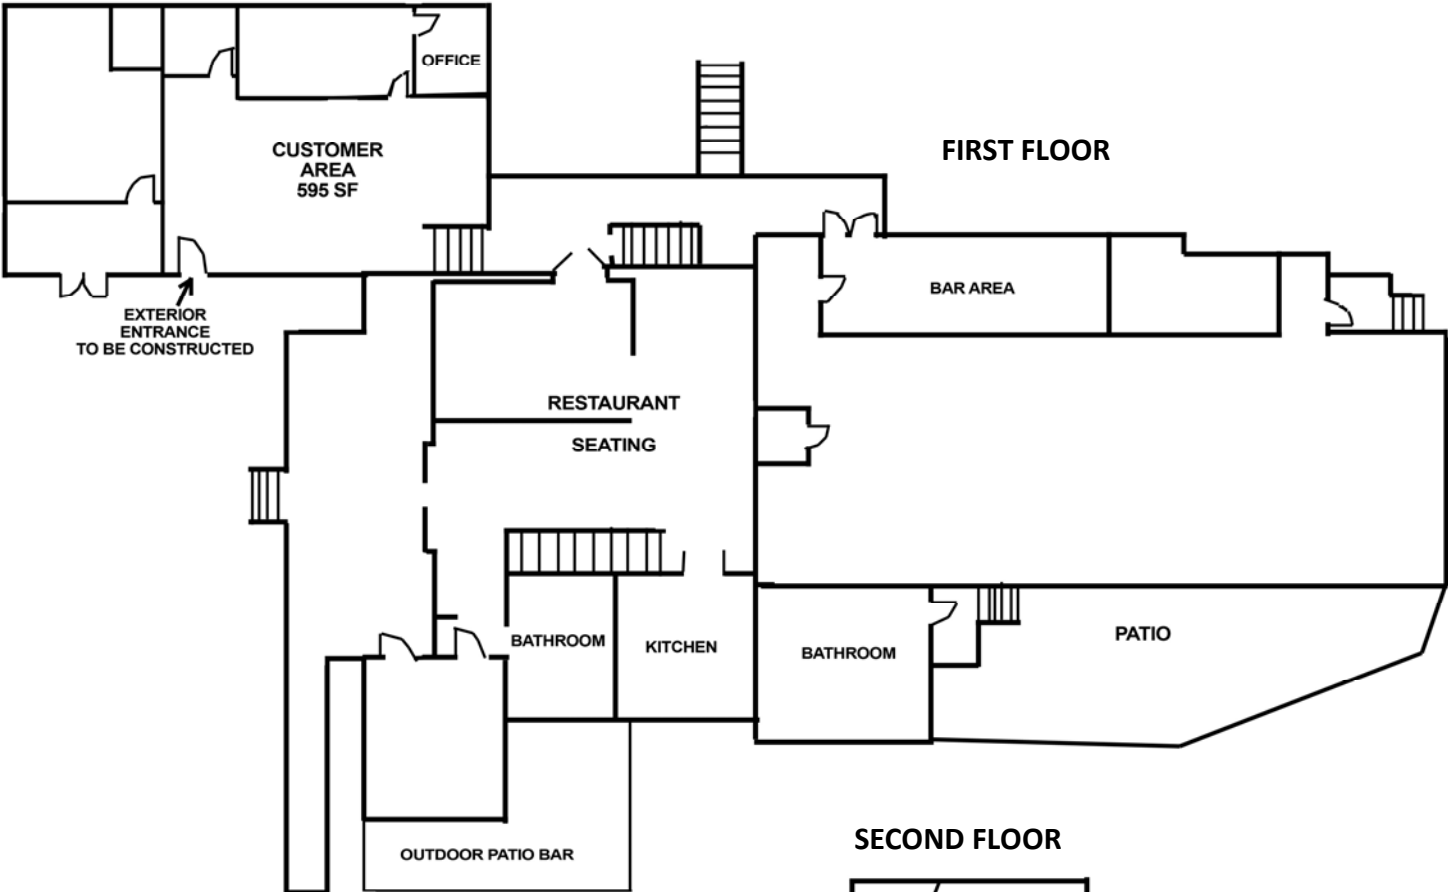 OFFICE
CUSTOMER
AREA
595 SF
FIRST FLOOR
BAR AREA
EXTERIOR
ENTRANCE
TO BE CONSTRUCTED
RESTAURANT
SEATING
BATHROOM
KITCHEN
BATHROOM
PATIO
OUTDOOR PATIO BAR
SECOND FLOOR